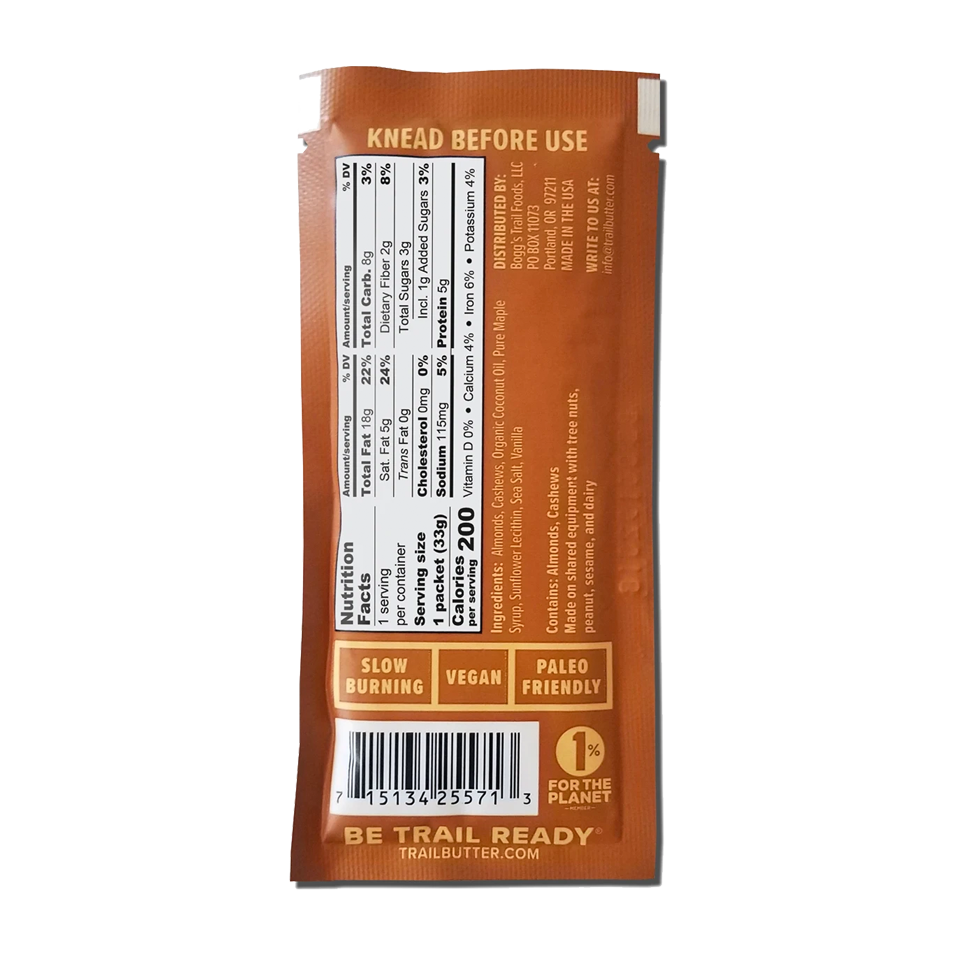 KNEAD BEFORE USE
Nutrition
Facts
1 serving
per container
Serving size
1 packet (33g)
Calories 200
per serving
Amount/serving % DV
Total Fat 18g 22%
Sat. Fat 5g 24%
Trans Fat 0g
Cholesterol 0mg 0%
Sodium 115mg 5%
Amount/serving % DV
Total Carb. 8g 3%
Dietary Fiber 2g 8%
Total Sugars 3g
Incl. 1g Added Sugars 3%
Protein 5g
Vitamin D 0% • Calcium 4% • Iron 6% • Potassium 4%
Ingredients: Almonds, Cashews, Organic Coconut Oil, Pure Maple
Syrup, Sunflower Lecithin, Sea Salt, Vanilla
Contains: Almonds, Cashews
Made on shared equipment with tree nuts,
peanut, sesame, and dairy
DISTRIBUTED BY:
Bogg's Trail Foods, LLC
PO BOX 11073
Portland, OR 97211
MADE IN THE USA
WRITE TO US AT:
info@trailbutter.com
SLOW
BURNING
VEGAN
PALEO
FRIENDLY
7 15134 25571 3
1%
FOR THE
PLANET
MEMBER
BE TRAIL READY®
TRAILBUTTER.COM